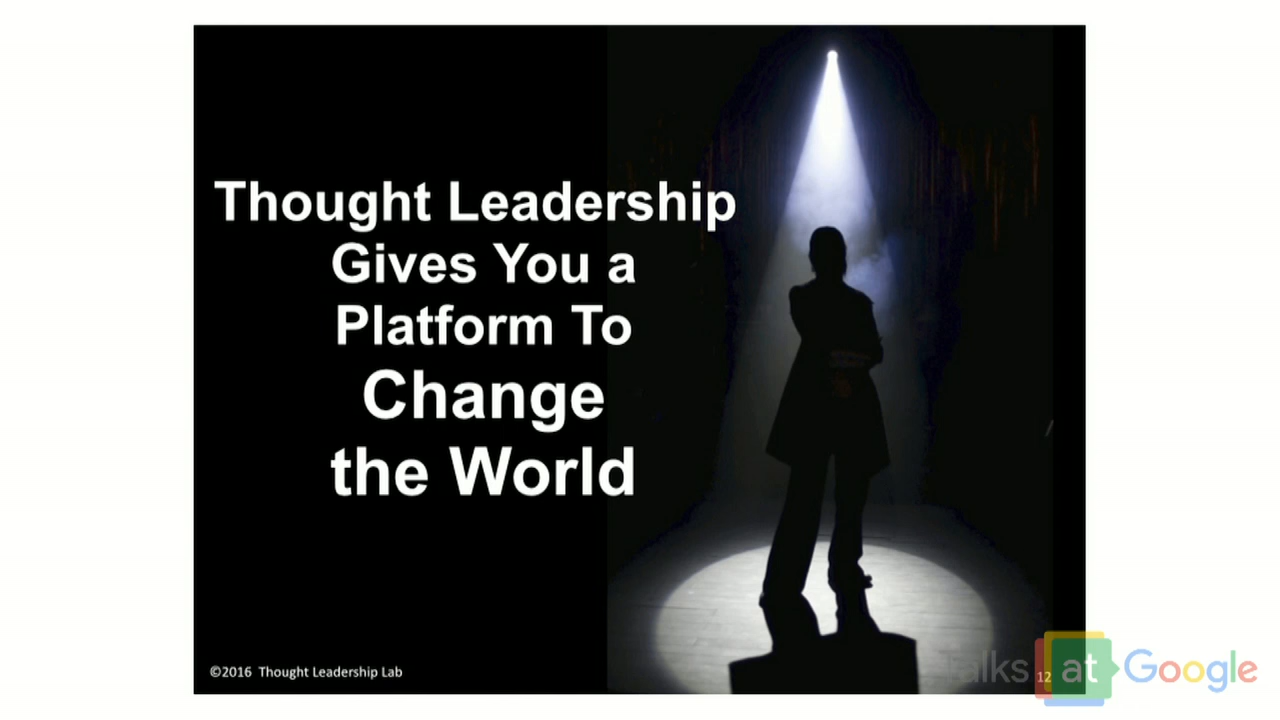 Thought Leadership
Gives You a
Platform To
Change
the World
©2016 Thought Leadership Lab
12
Talks at Google